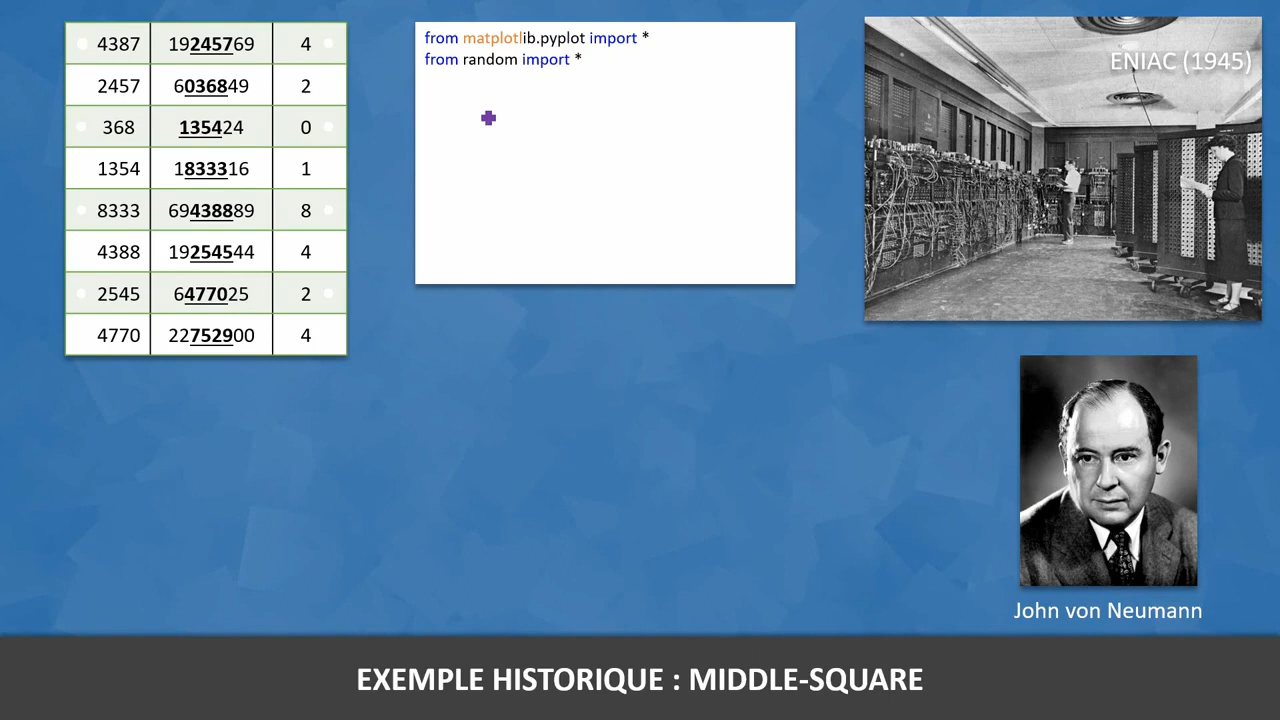 4387 19245769 4
2457 6036849 2
368 135424 0
1354 1833316 1
8333 69438889 8
4388 19254544 4
2545 6477025 2
4770 22752900 4
from matplotlib.pyplot import *
from random import *
ENIAC (1945)
John von Neumann
EXEMPLE HISTORIQUE : MIDDLE-SQUARE